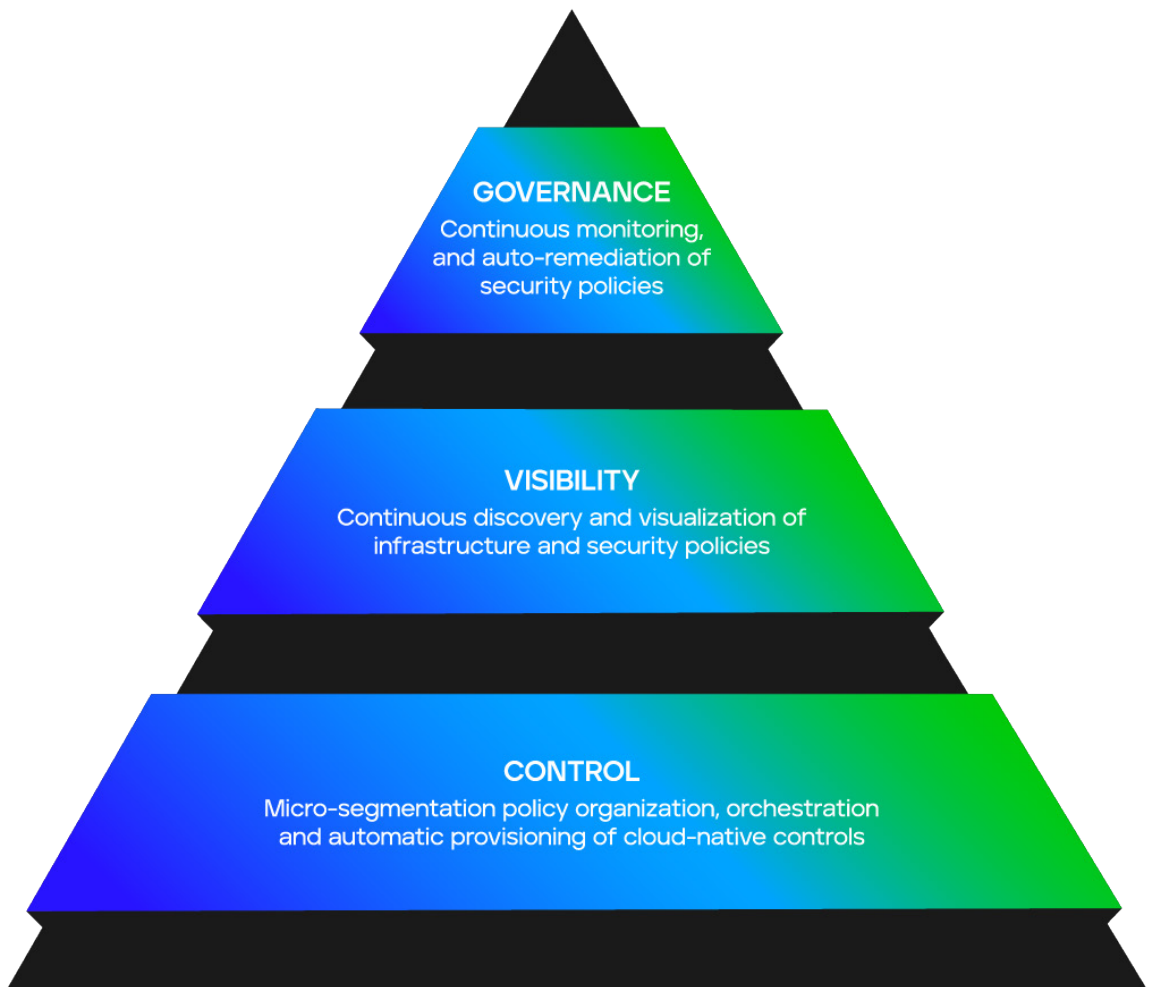 GOVERNANCE
Continuous monitoring,
and auto-remediation of
security policies
VISIBILITY
Continuous discovery and visualization of
infrastructure and security policies
CONTROL
Micro-segmentation policy organization, orchestration
and automatic provisioning of cloud-native controls